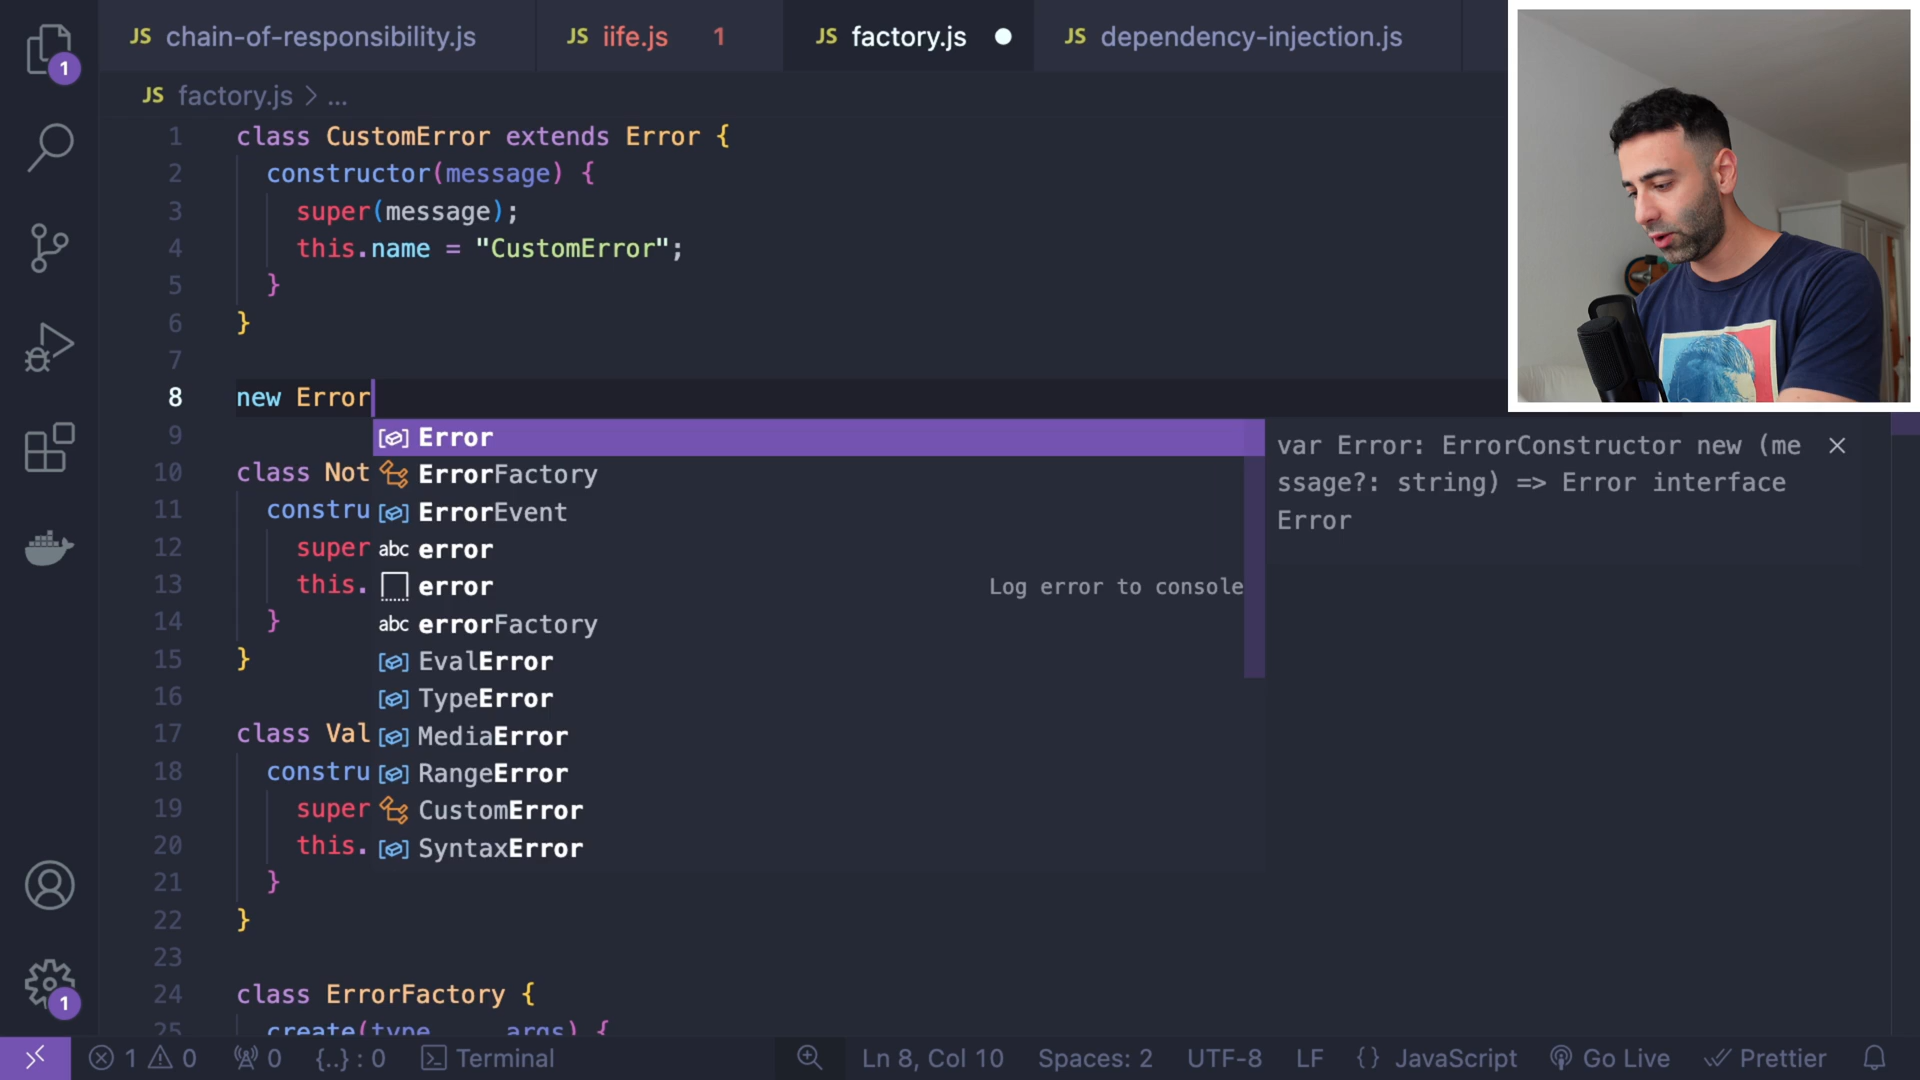 JS chain-of-responsibility.js JS iife.js 1 JS factory.js JS dependency-injection.js
1
JS factory.js > ...
1 class CustomError extends Error {
2 constructor(message) {
3 super(message);
4 this.name = "CustomError";
5 }
6 }
7
8 new Error
9
10 class Not
11 constru
12 super
13 this.
14 }
15 }
16
17 class Val
18 constru
19 super
20 this.
21 }
22 }
23
24 class ErrorFactory {
25 create(type, ...args) {
Error
ErrorFactory
ErrorEvent
abc error
error Log error to console
abc errorFactory
EvalError
TypeError
MediaError
RangeError
CustomError
SyntaxError
var Error: ErrorConstructor new (me
ssage?: string) => Error interface
Error
1
1 0 0 {..} : 0 Terminal Ln 8, Col 10 Spaces: 2 UTF-8 LF {} JavaScript Go Live Prettier